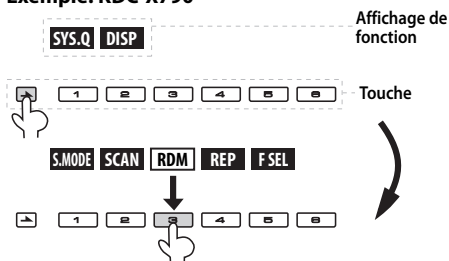 Exemple: KDC-X790
Affichage de
fonction
SYS.Q DISP
1 2 3 4 5 6 Touche
S.MODE SCAN RDM REP F SEL
1 2 3 4 5 6